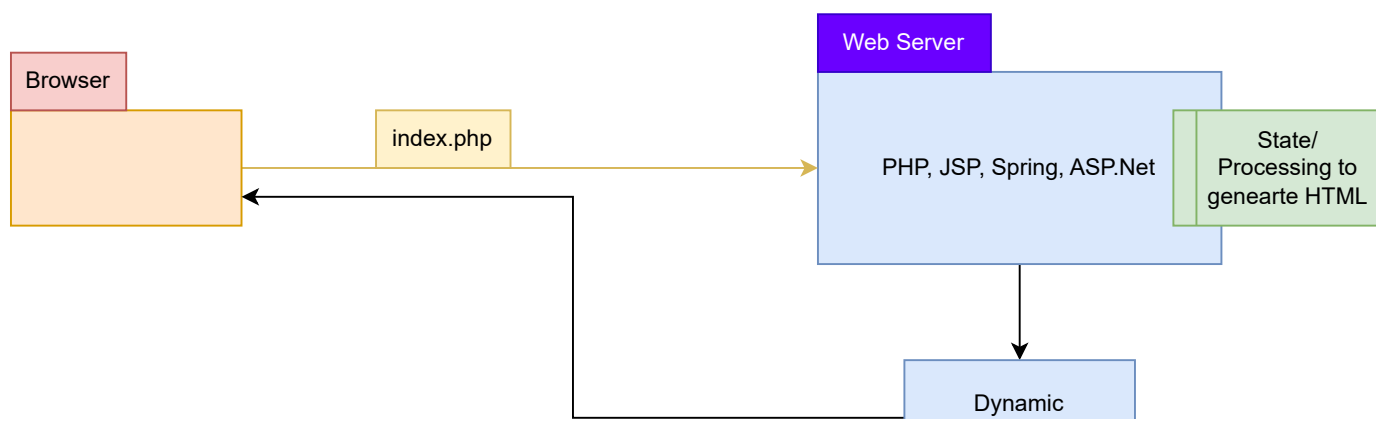 Web Server
Browser
index.php
PHP, JSP, Spring, ASP.Net
State/
Processing to
genearte HTML
Dynamic